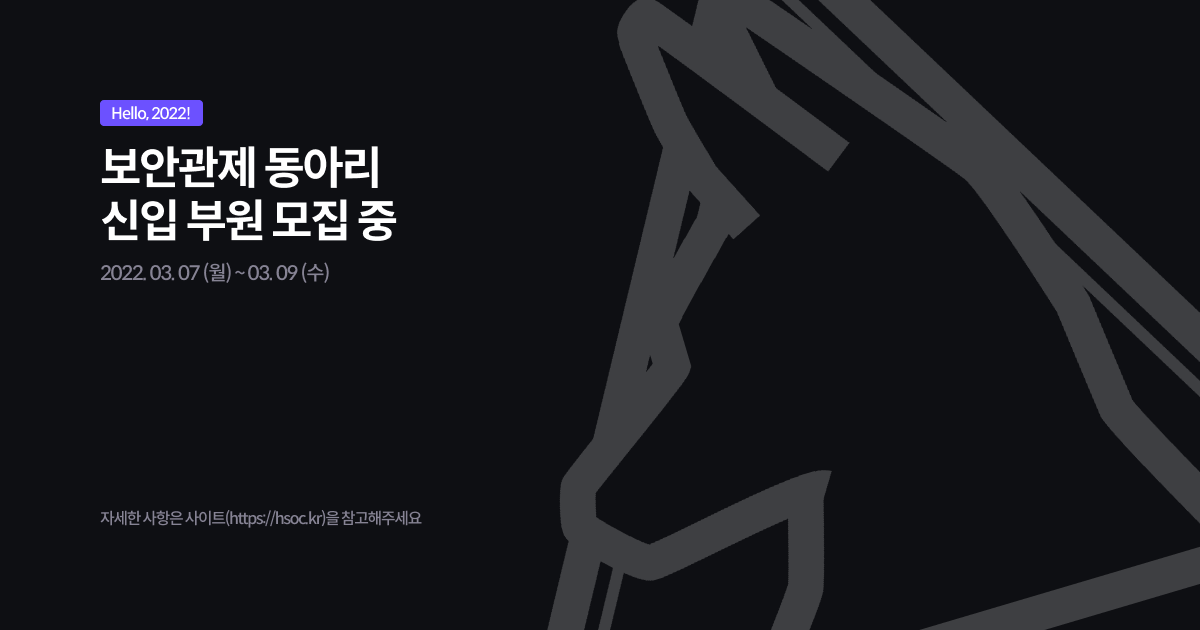 Hello, 2022!
보안관제 동아리
신입 부원 모집 중
2022. 03. 07 (월) ~ 03. 09 (수)
자세한 사항은 사이트(https://hsoc.kr)을 참고해주세요